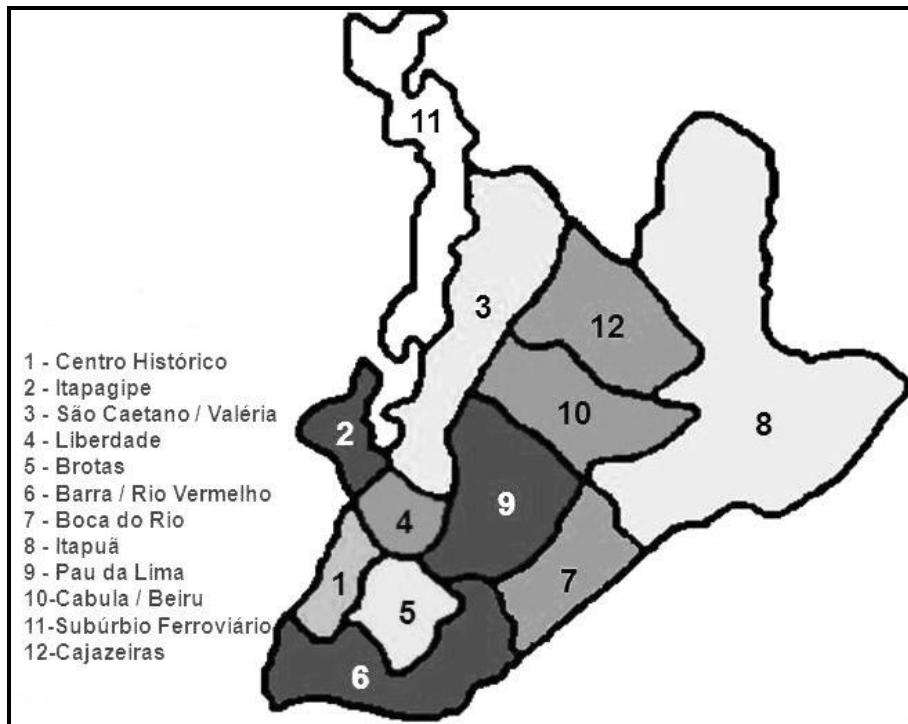 11
3
12
1 - Centro Histórico
2 - Itapagipe
3 - São Caetano / Valéria
4 - Liberdade
5 - Brotas
6 - Barra / Rio Vermelho
7 - Boca do Rio
8 - Itapuã
9 - Pau da Lima
10-Cabula / Beiru
11-Subúrbio Ferroviário
12-Cajazeiras
2
10
8
9
4
7
1
5
6